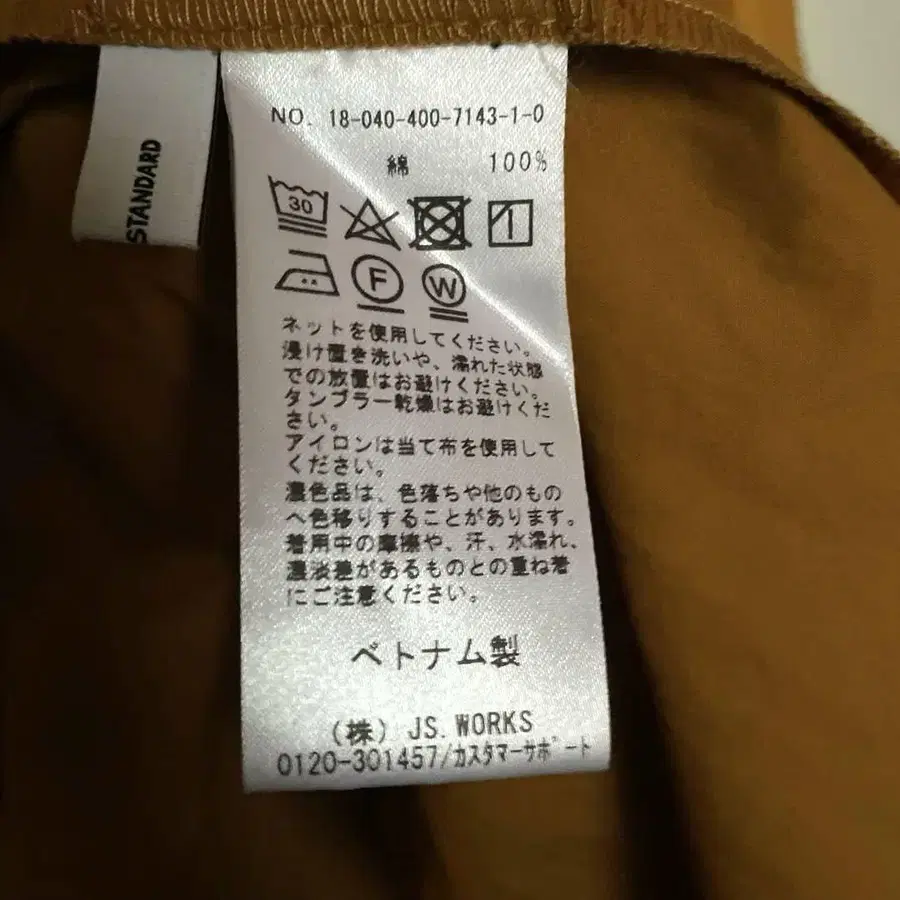 STANDARD
NO. 18-040-400-7143-1-0
綿 100%
30
F
W
ネットを使用してください。
浸け置き洗いや、濡れた状態
での放置はお避けください。
タンブラー乾燥はお避けくだ
さい。
アイロンは当て布を使用して
ください。
濃色品は、色落ちや他のもの
へ色移りすることがあります。
着用中の摩擦や、汗、水濡れ、
濃淡差があるものとの重ね着
にご注意ください。
ベトナム製
(株) JS.WORKS
0120-301457/カスタマーサポート